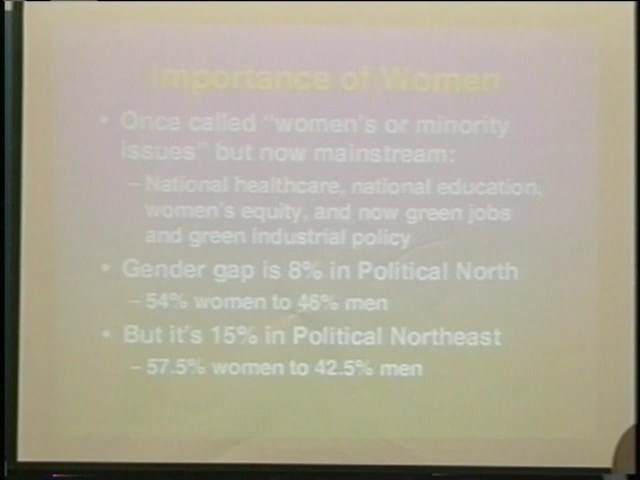 Importance of Women
• Once called "women's or minority
issues" but now mainstream:
– National healthcare, national education,
women's equity, and now green jobs
and green industrial policy
• Gender gap is 8% in Political North
– 54% women to 46% men
• But it's 15% in Political Northeast
– 57.5% women to 42.5% men